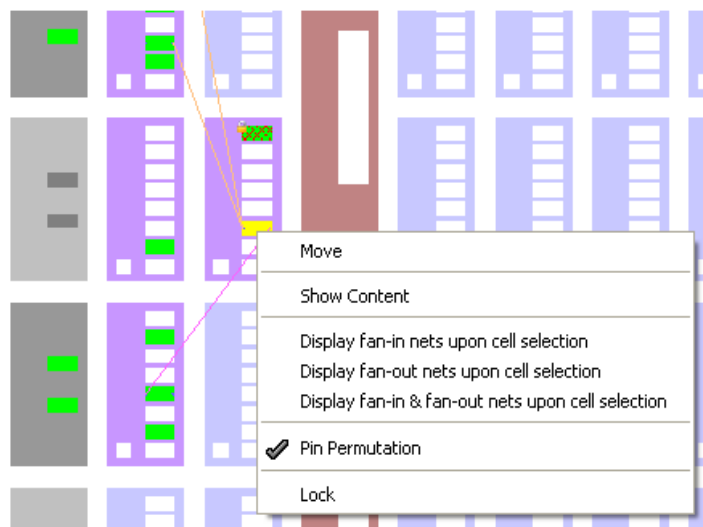 Move
Show Content
Display fan-in nets upon cell selection
Display fan-out nets upon cell selection
Display fan-in & fan-out nets upon cell selection
Pin Permutation
Lock